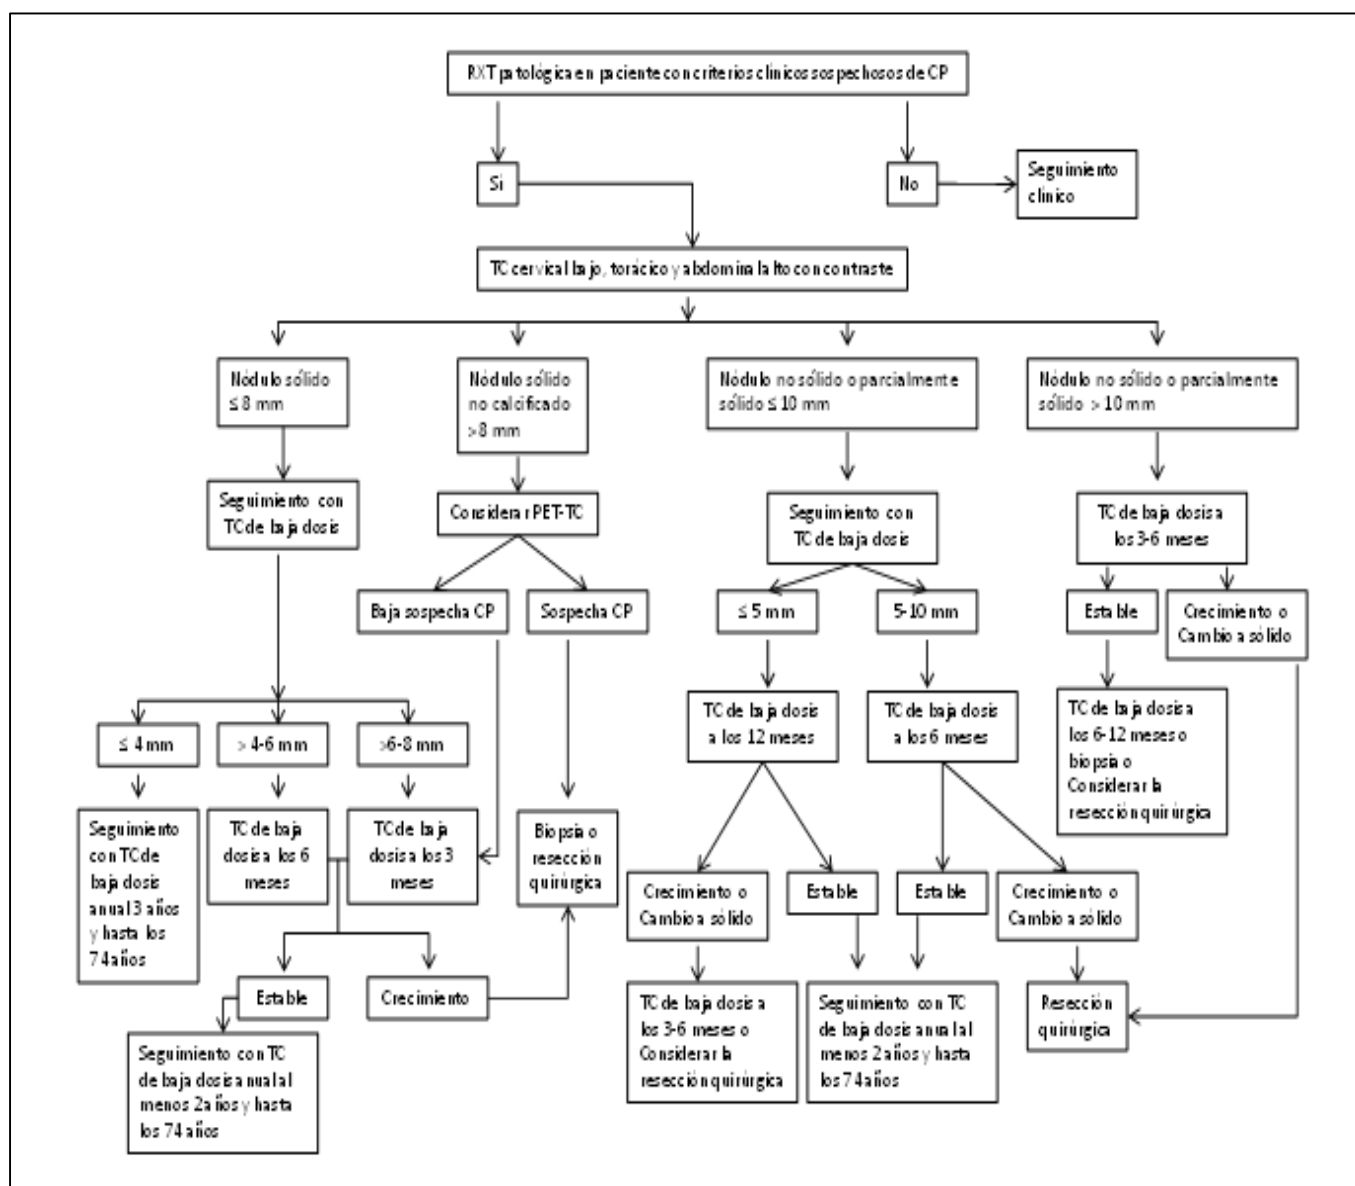 RXT patológica en paciente con criterios clínicos sospechosos de CP
Si
No
Seguimiento
clínico
TC cervical bajo, torácico y abdominal alto con contraste
Nódulo sólido
≤ 8 mm
Nódulo sólido
no calcificado
>8 mm
Nódulo no sólido o parcialmente
sólido ≤ 10 mm
Nódulo no sólido o parcialmente
sólido > 10 mm
Seguimiento con
TC de baja dosis
Considerar PET-TC
Seguimiento con
TC de baja dosis
TC de baja dosis a
los 3-6 meses
Baja sospecha CP
Sospecha CP
≤ 5 mm
5-10 mm
Estable
Crecimiento o
Cambio a sólido
≤ 4 mm
> 4-6 mm
>6-8 mm
TC de baja dosis
a los 12 meses
TC de baja dosis
a los 6 meses
TC de baja dosis a
los 6-12 meses o
biopsia o
Considerar la
resección quirúrgica
Seguimiento
con TC de
baja dosis
anual 3 años
y hasta los
74 años
TC de baja
dosis a los 6
meses
TC de baja
dosis a los 3
meses
Biopsia o
resección
quirúrgica
Crecimiento o
Cambio a sólido
Estable
Estable
Crecimiento o
Cambio a sólido
Estable
Crecimiento
TC de baja dosis a
los 3-6 meses o
Considerar la
resección quirúrgica
Seguimiento con TC
de baja dosis anual al
menos 2 años y hasta
los 74 años
Resección
quirúrgica
Seguimiento con TC
de baja dosis anual al
menos 2 años y hasta
los 74 años